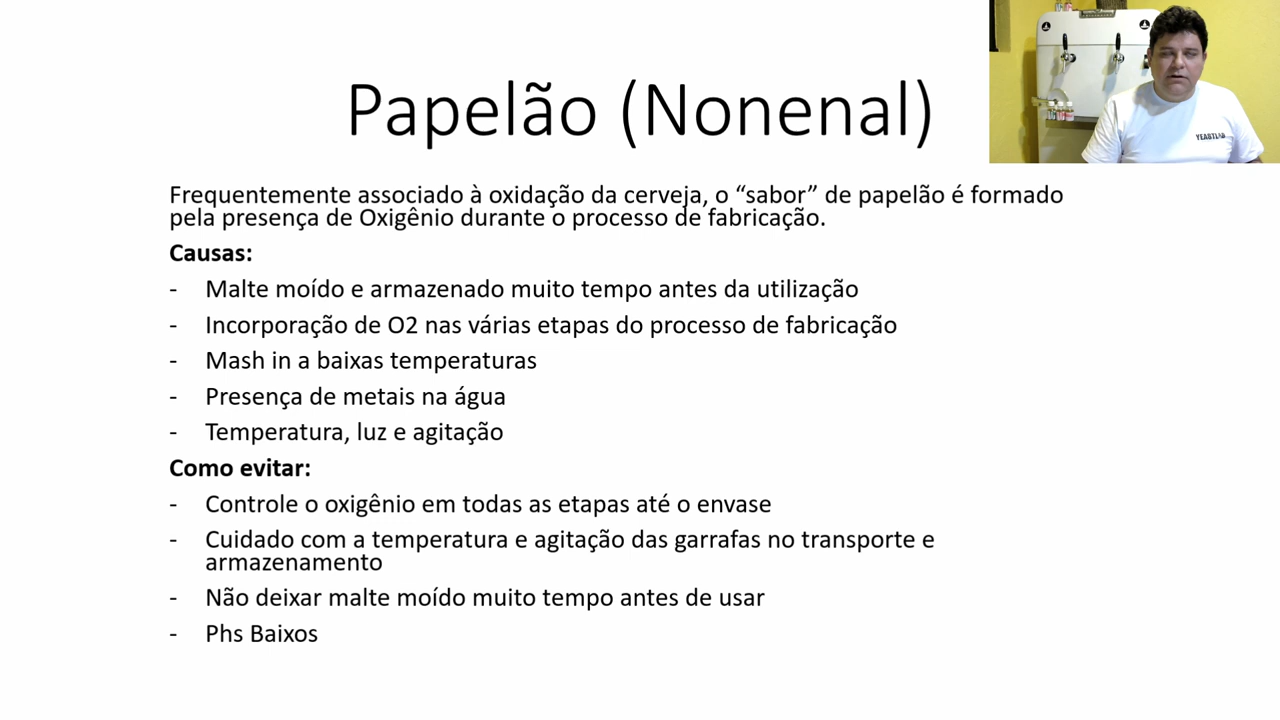 Papelão (Nonenal)
YEASTLAB
Frequentemente associado à oxidação da cerveja, o “sabor” de papelão é formado
pela presença de Oxigênio durante o processo de fabricação.
Causas:
- Malte moído e armazenado muito tempo antes da utilização
- Incorporação de O2 nas várias etapas do processo de fabricação
- Mash in a baixas temperaturas
- Presença de metais na água
- Temperatura, luz e agitação
Como evitar:
- Controle o oxigênio em todas as etapas até o envase
- Cuidado com a temperatura e agitação das garrafas no transporte e
armazenamento
- Não deixar malte moído muito tempo antes de usar
- Phs Baixos